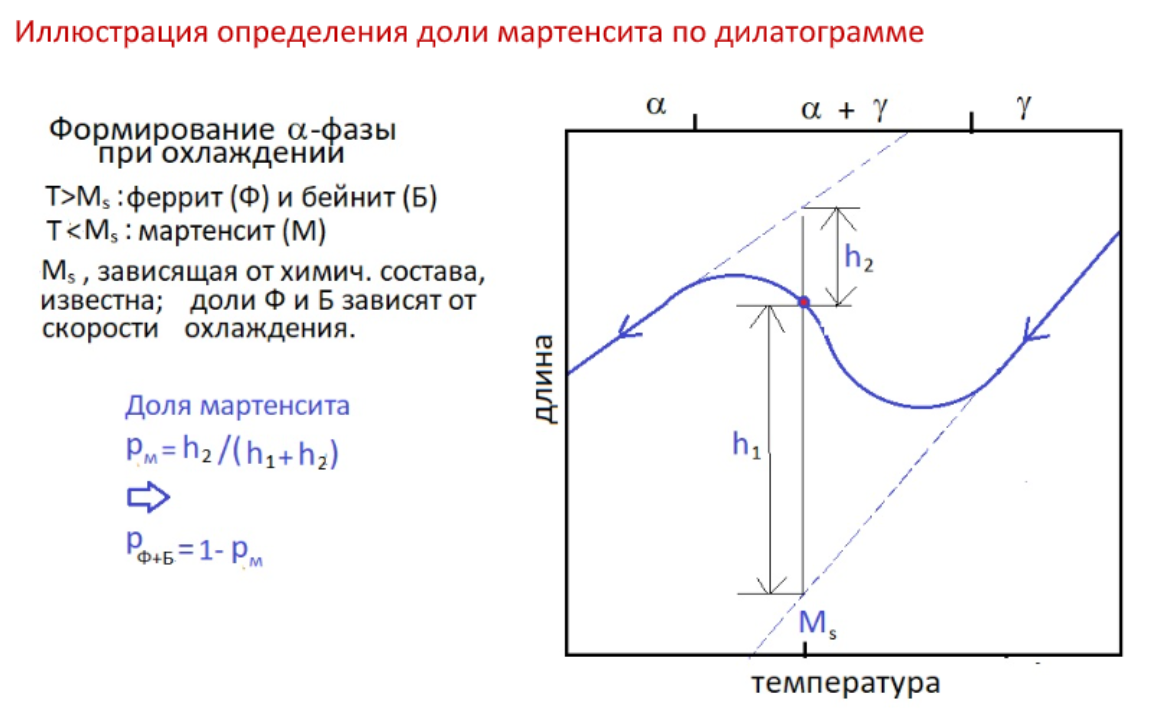 Иллюстрация определения доли мартенсита по дилатограмме
Формирование α-фазы
при охлаждении
T>Mₛ : феррит (Ф) и бейнит (Б)
T<Mₛ : мартенсит (М)
Mₛ , зависящая от химич. состава,
известна; доли Ф и Б зависят от
скорости охлаждения.
Доля мартенсита
pм = h₂ /(h₁+h₂)
pФ+Б = 1- pм
α
α + γ
γ
длина
h₂
h₁
Mₛ
температура